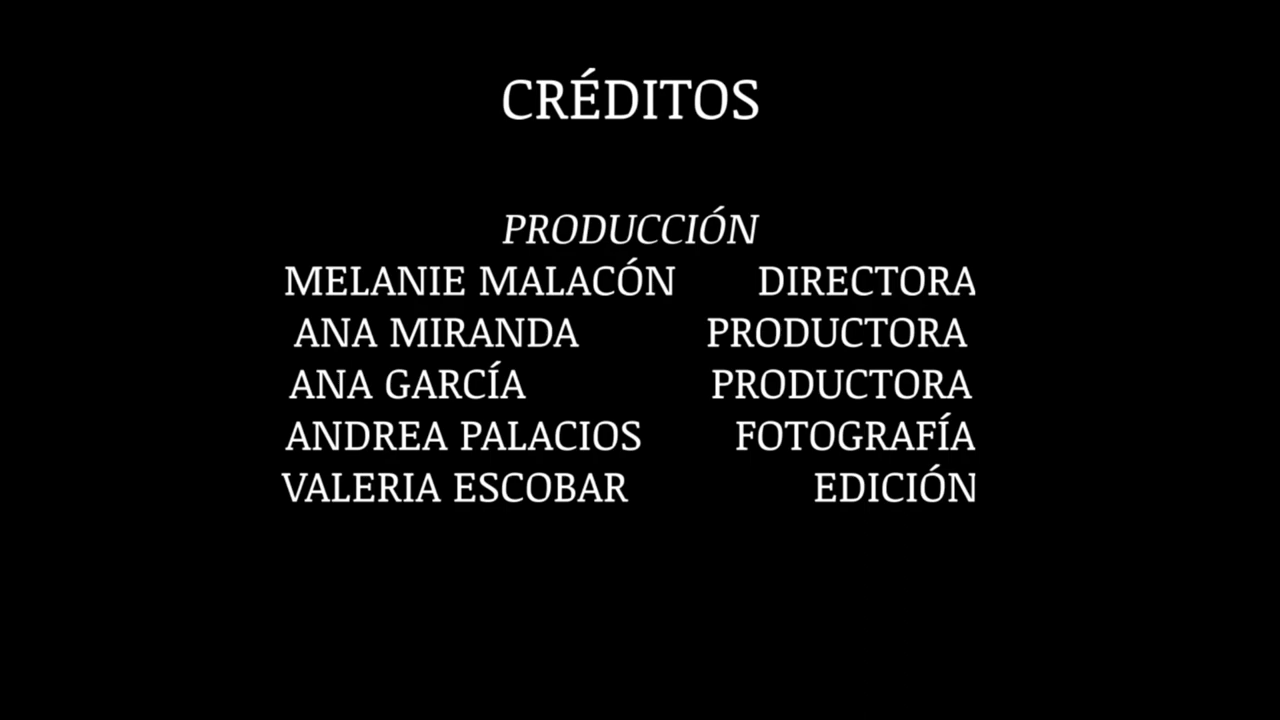 CRÉDITOS
PRODUCCIÓN
MELANIE MALACÓN DIRECTORA
ANA MIRANDA PRODUCTORA
ANA GARCÍA PRODUCTORA
ANDREA PALACIOS FOTOGRAFÍA
VALERIA ESCOBAR EDICIÓN